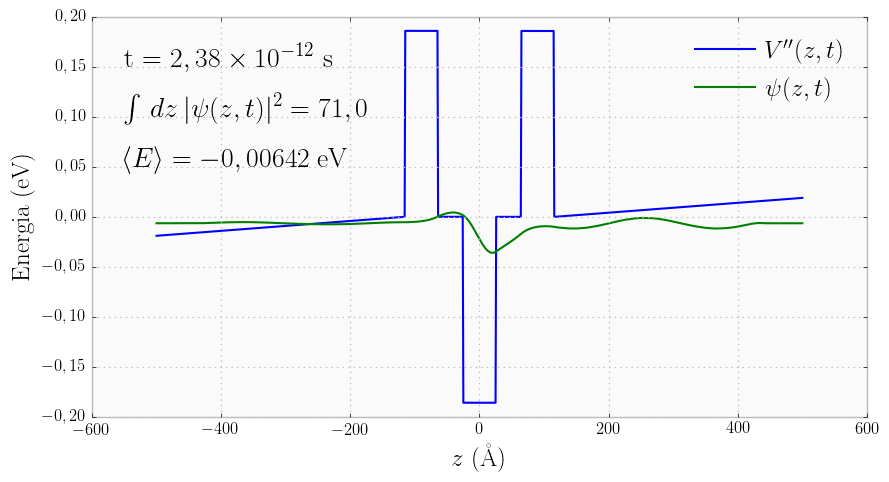 0,20
0,15
0,10
0,05
0,00
−0,05
−0,10
−0,15
−0,20
Energia (eV)
t = 2,38 × 10⁻¹² s
∫ dz |ψ(z,t)|² = 71,0
⟨E⟩ = −0,00642 eV
V''(z,t)
ψ(z,t)
−600 −400 −200 0 200 400 600
z (Å)